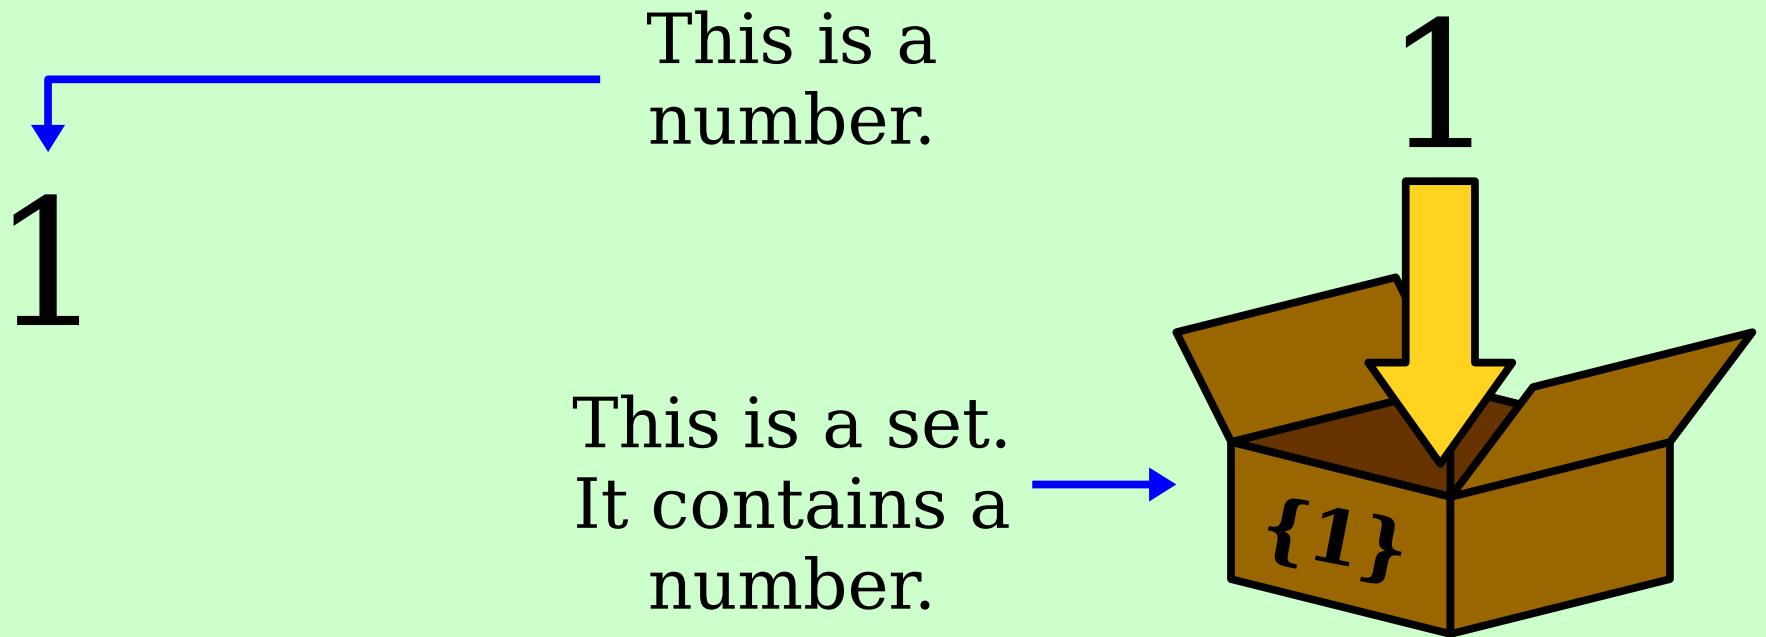 This is a
number.
1
1
This is a set.
It contains a
number.
{1}